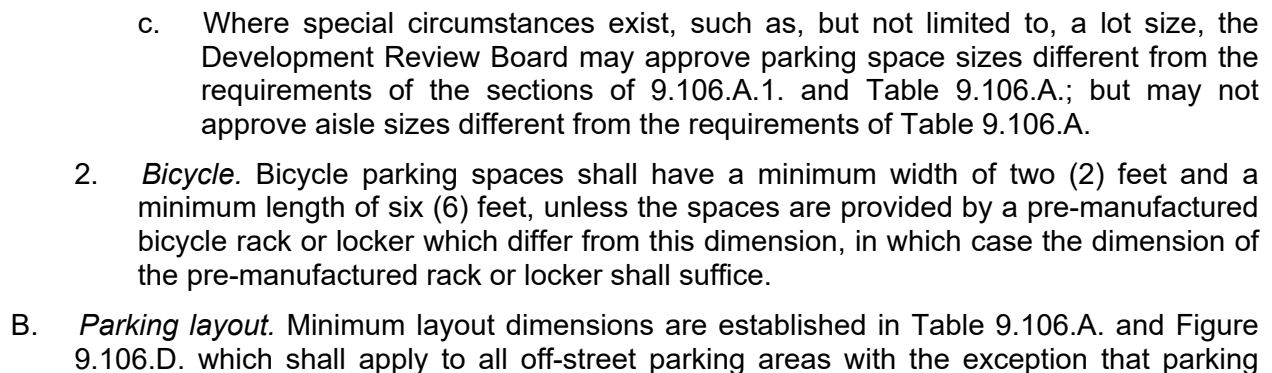 c. Where special circumstances exist, such as, but not limited to, a lot size, the
Development Review Board may approve parking space sizes different from the
requirements of the sections of 9.106.A.1. and Table 9.106.A.; but may not
approve aisle sizes different from the requirements of Table 9.106.A.
2. Bicycle. Bicycle parking spaces shall have a minimum width of two (2) feet and a
minimum length of six (6) feet, unless the spaces are provided by a pre-manufactured
bicycle rack or locker which differ from this dimension, in which case the dimension of
the pre-manufactured rack or locker shall suffice.
B. Parking layout. Minimum layout dimensions are established in Table 9.106.A. and Figure
9.106.D. which shall apply to all off-street parking areas with the exception that parking